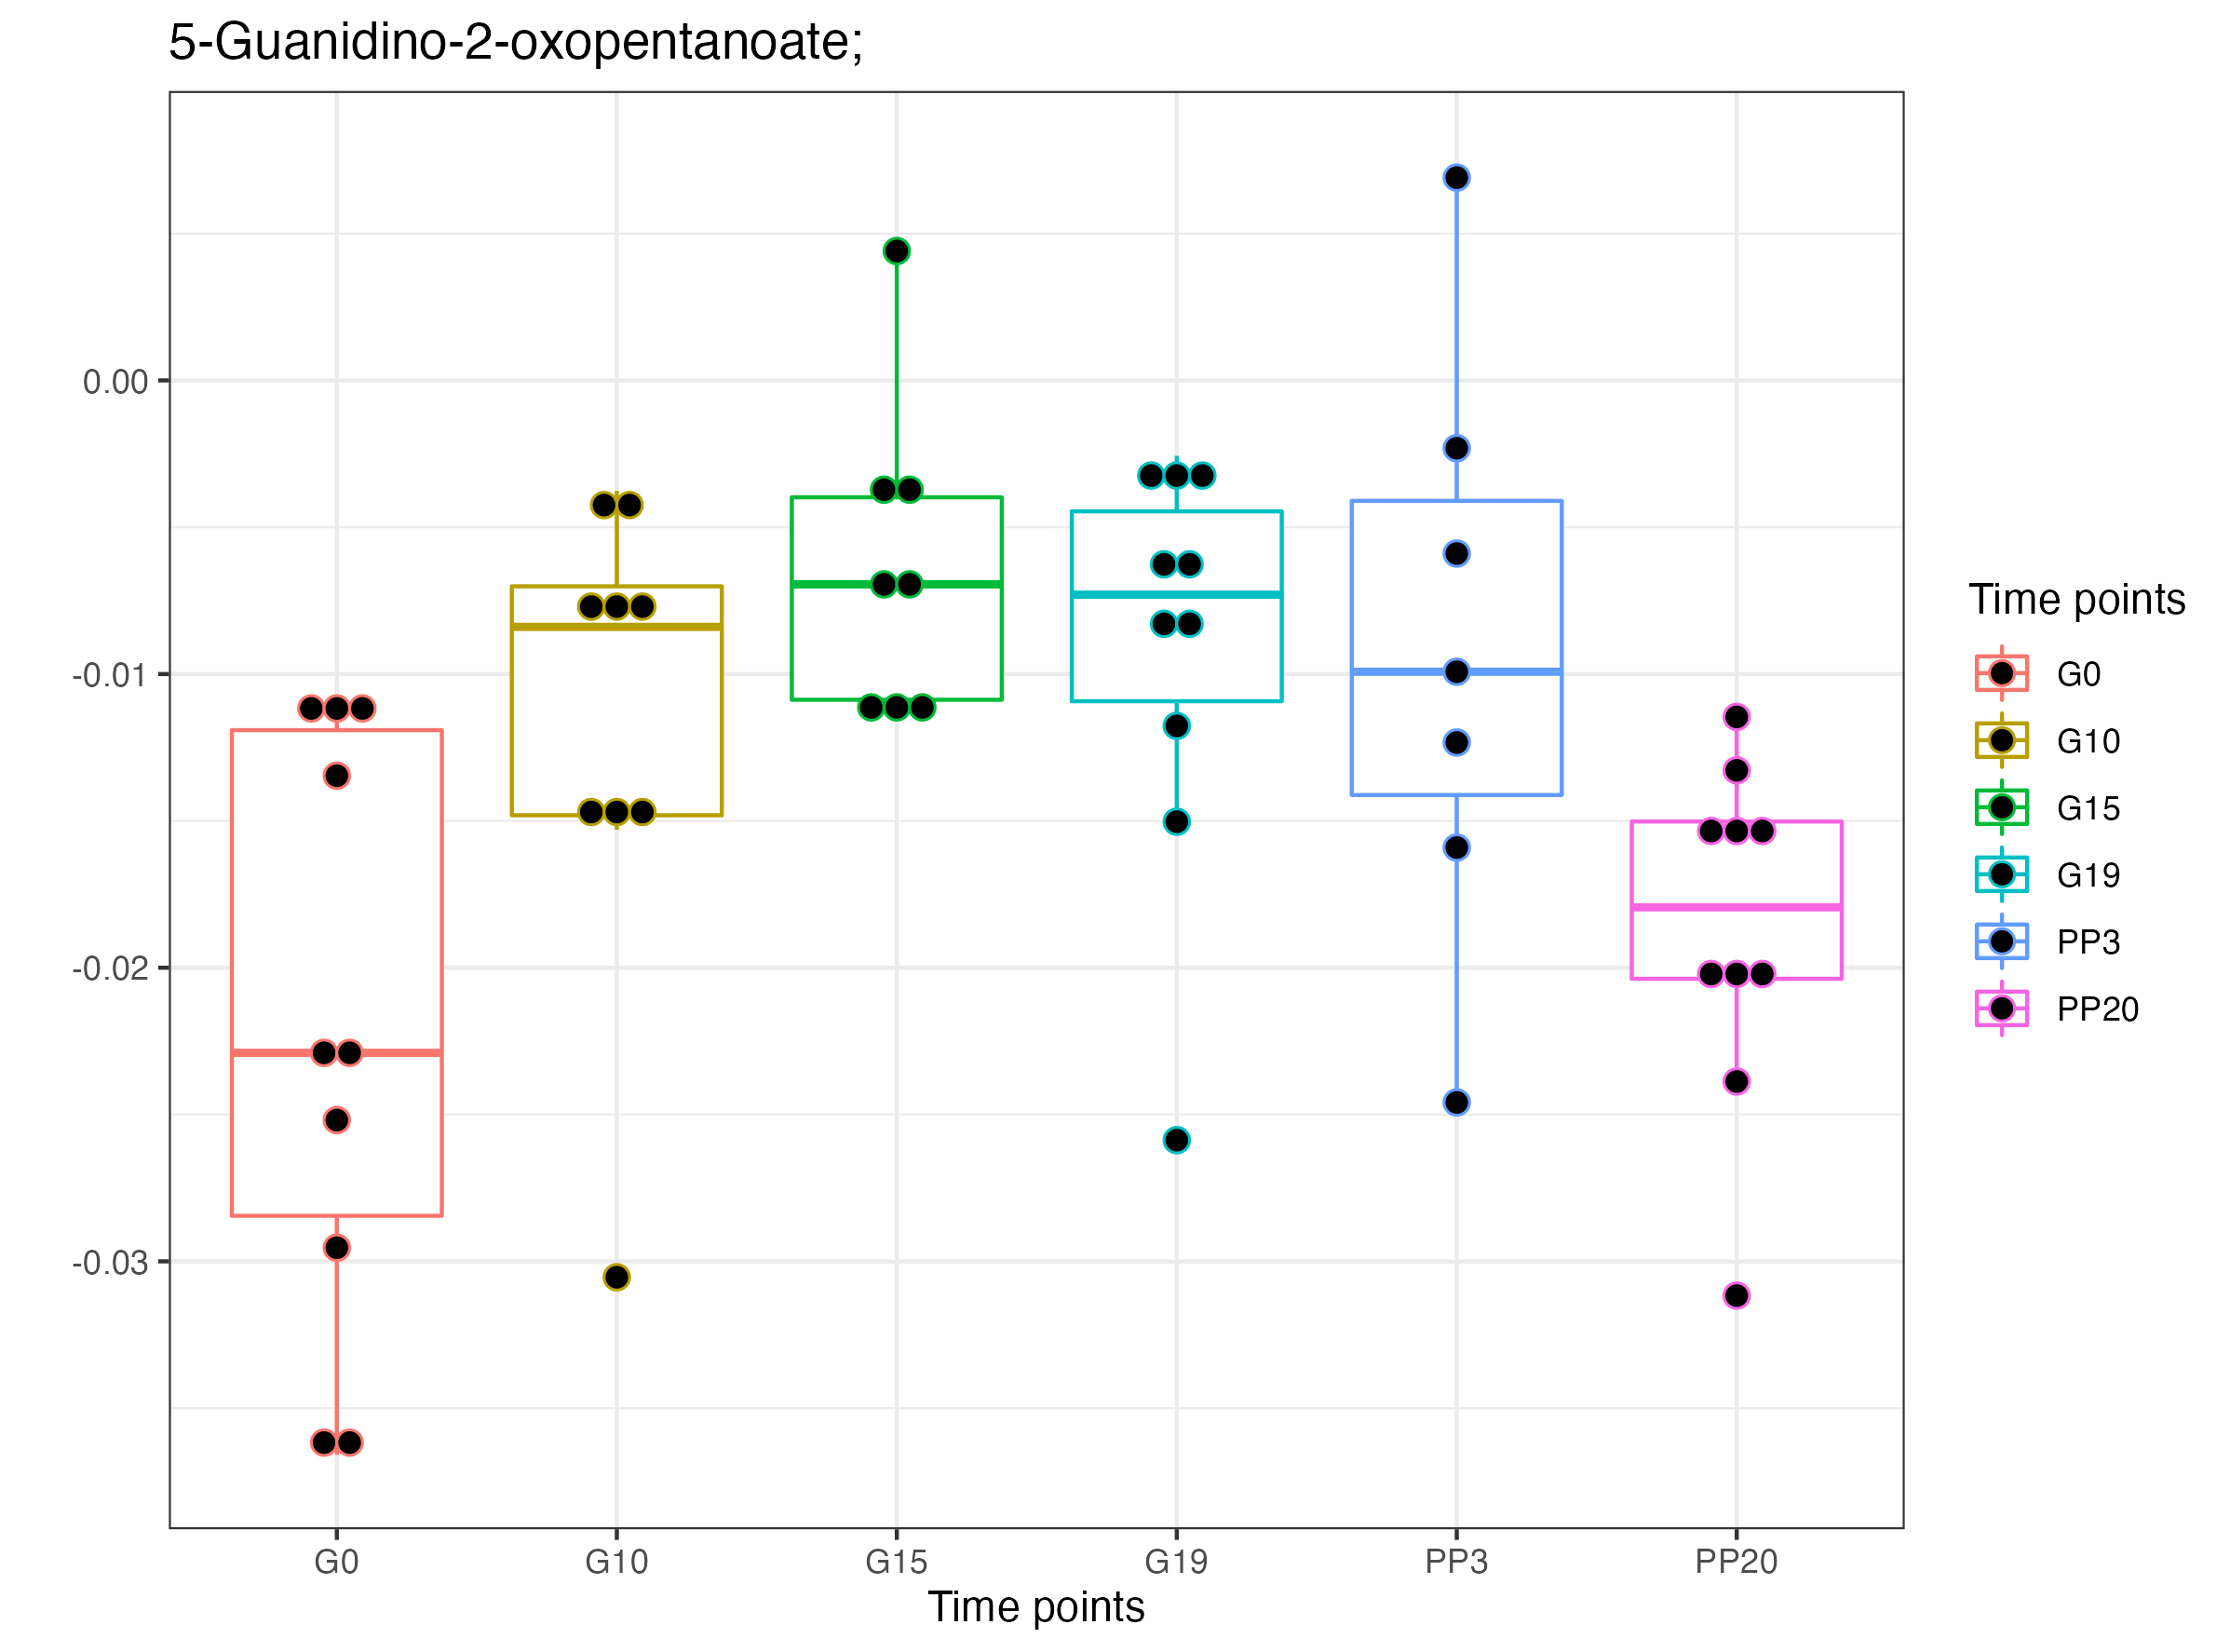 5-Guanidino-2-oxopentanoate;
0.00
-0.01
-0.02
-0.03
G0 G10 G15 G19 PP3 PP20
Time points
Time points
G0
G10
G15
G19
PP3
PP20